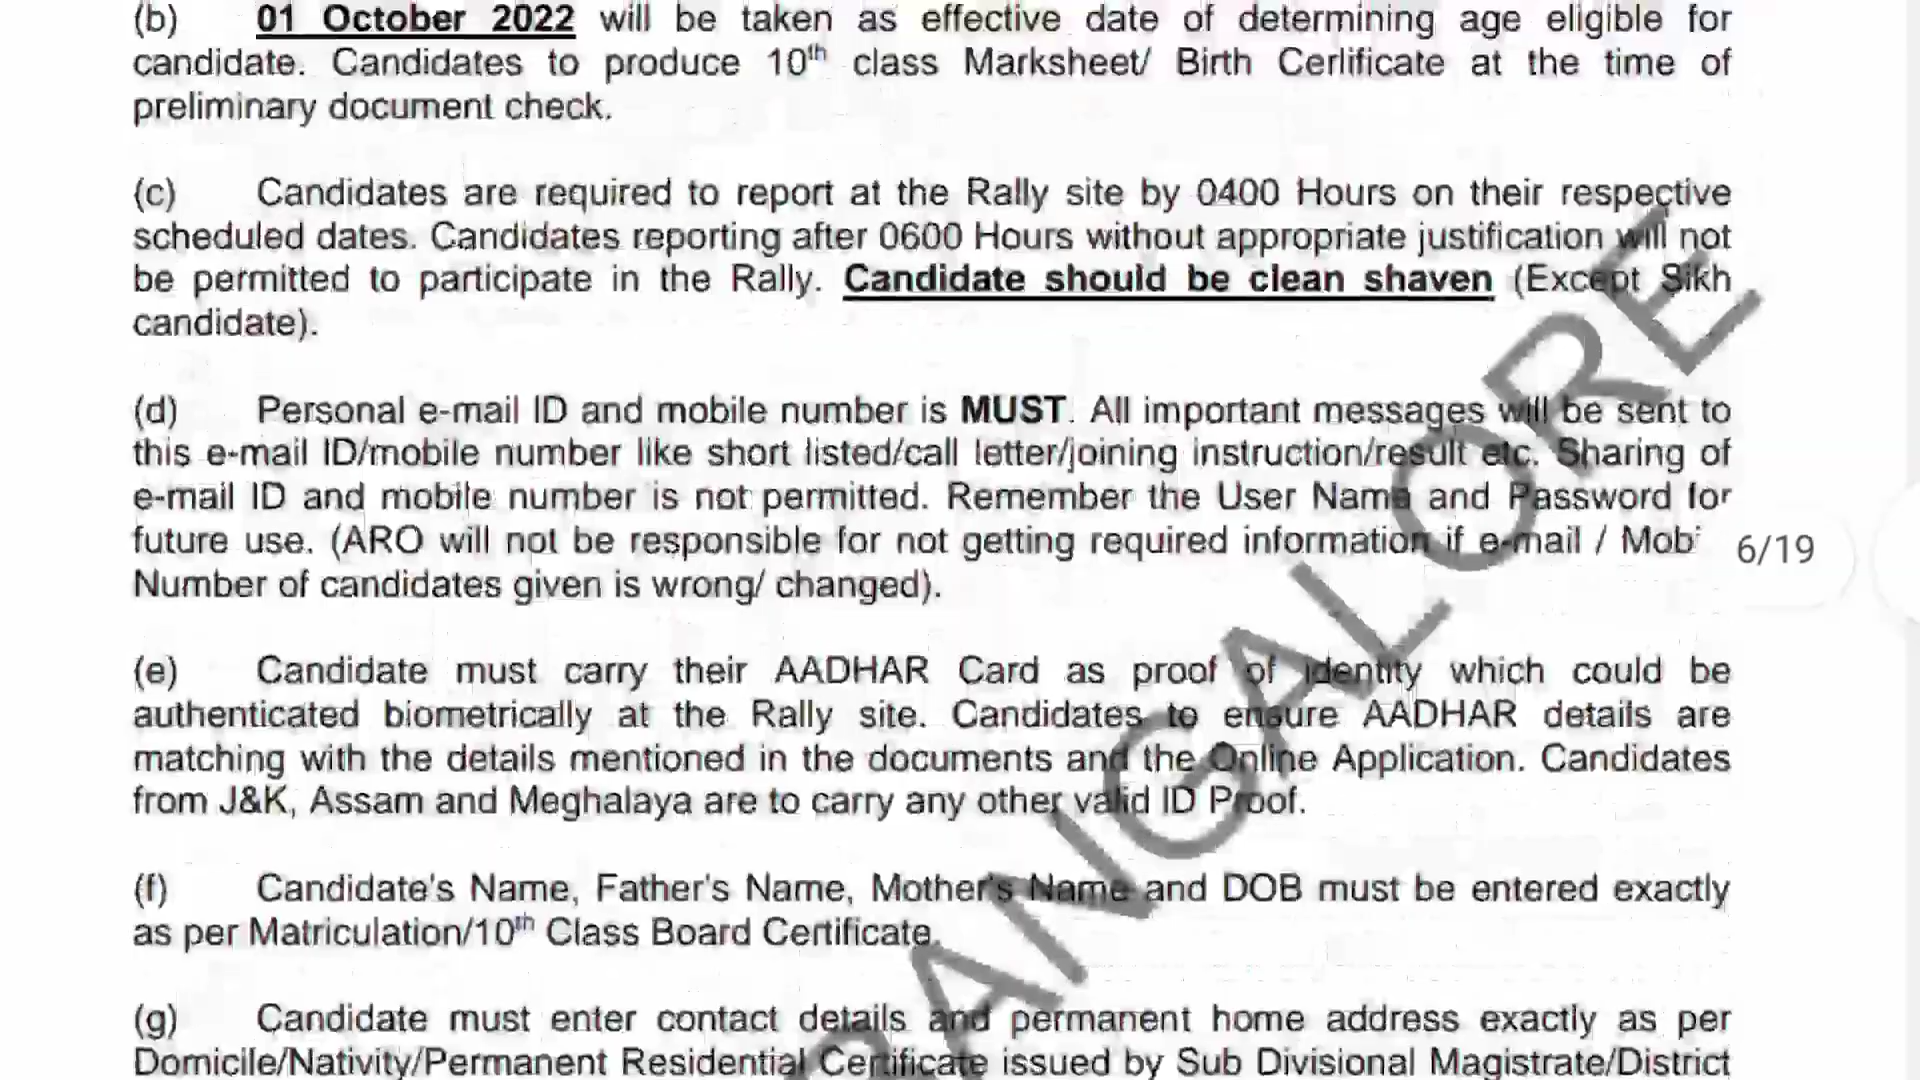 (b) 01 October 2022 will be taken as effective date of determining age eligible for
candidate. Candidates to produce 10th class Marksheet/ Birth Cerlificate at the time of
preliminary document check.
(c) Candidates are required to report at the Rally site by 0400 Hours on their respective
scheduled dates. Candidates reporting after 0600 Hours without appropriate justification will not
be permitted to participate in the Rally. Candidate should be clean shaven (Except Sikh
candidate).
(d) Personal e-mail ID and mobile number is MUST. All important messages will be sent to
this e-mail ID/mobile number like short listed/call letter/joining instruction/result etc. Sharing of
e-mail ID and mobile number is not permitted. Remember the User Name and Password for
future use. (ARO will not be responsible for not getting required information if e-mail / Mobi
6/19
Number of candidates given is wrong/ changed).
(e) Candidate must carry their AADHAR Card as proof of identity which could be
authenticated biometrically at the Rally site. Candidates to ensure AADHAR details are
matching with the details mentioned in the documents and the Online Application. Candidates
from J&K, Assam and Meghalaya are to carry any other valid ID Proof.
(f) Candidate's Name, Father's Name, Mother's Name and DOB must be entered exactly
as per Matriculation/10th Class Board Certificate.
(g) Candidate must enter contact details and permanent home address exactly as per
Domicile/Nativity/Permanent Residential Certificate issued by Sub Divisional Magistrate/District
ANGALORE